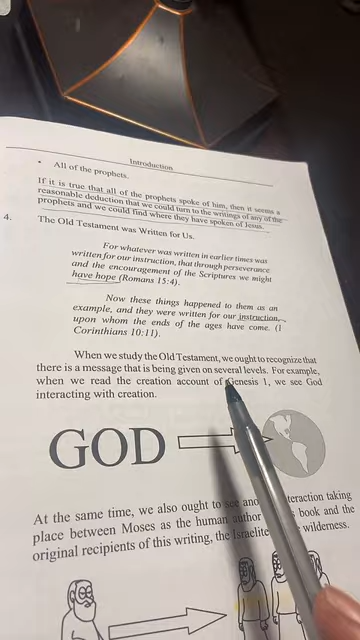 Introduction
• All of the prophets.
If it is true that all of the prophets spoke of him, then it seems a
reasonable deduction that we could turn to the writings of any of the
prophets and we could find where they have spoken of Jesus.
4. The Old Testament was Written for Us.
For whatever was written in earlier times was
written for our instruction, that through perseverance
and the encouragement of the Scriptures we might
have hope (Romans 15:4).
Now these things happened to them as an
example, and they were written for our instruction,
upon whom the ends of the ages have come. (1
Corinthians 10:11).
When we study the Old Testament, we ought to recognize that
there is a message that is being given on several levels. For example,
when we read the creation account of Genesis 1, we see God
interacting with creation.
GOD
At the same time, we also ought to see interaction taking
place between Moses as the human author book and the
original recipients of this writing, the wilderness.